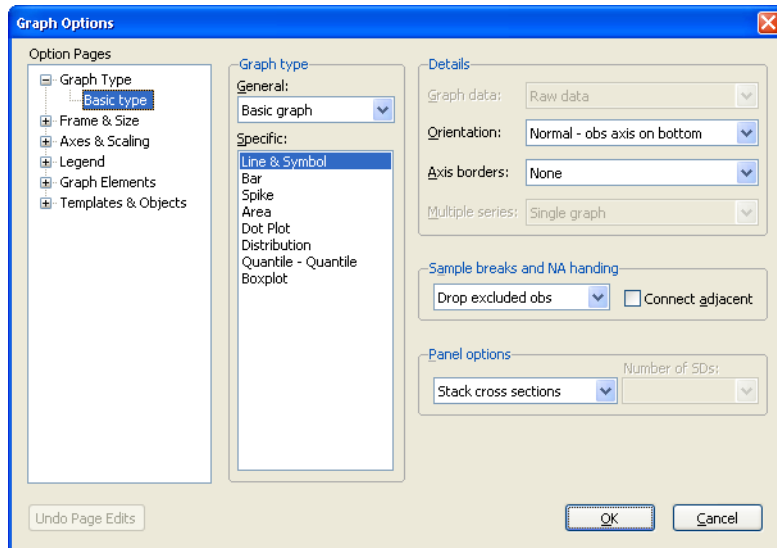 Graph Options
Option Pages
Graph Type
Basic type
Frame & Size
Axes & Scaling
Legend
Graph Elements
Templates & Objects
Graph type
General:
Basic graph
Specific:
Line & Symbol
Bar
Spike
Area
Dot Plot
Distribution
Quantile - Quantile
Boxplot
Details
Graph data: Raw data
Orientation: Normal - obs axis on bottom
Axis borders: None
Multiple series: Single graph
Sample breaks and NA handing
Drop excluded obs Connect adjacent
Panel options
Number of SDs:
Stack cross sections
Undo Page Edits OK Cancel